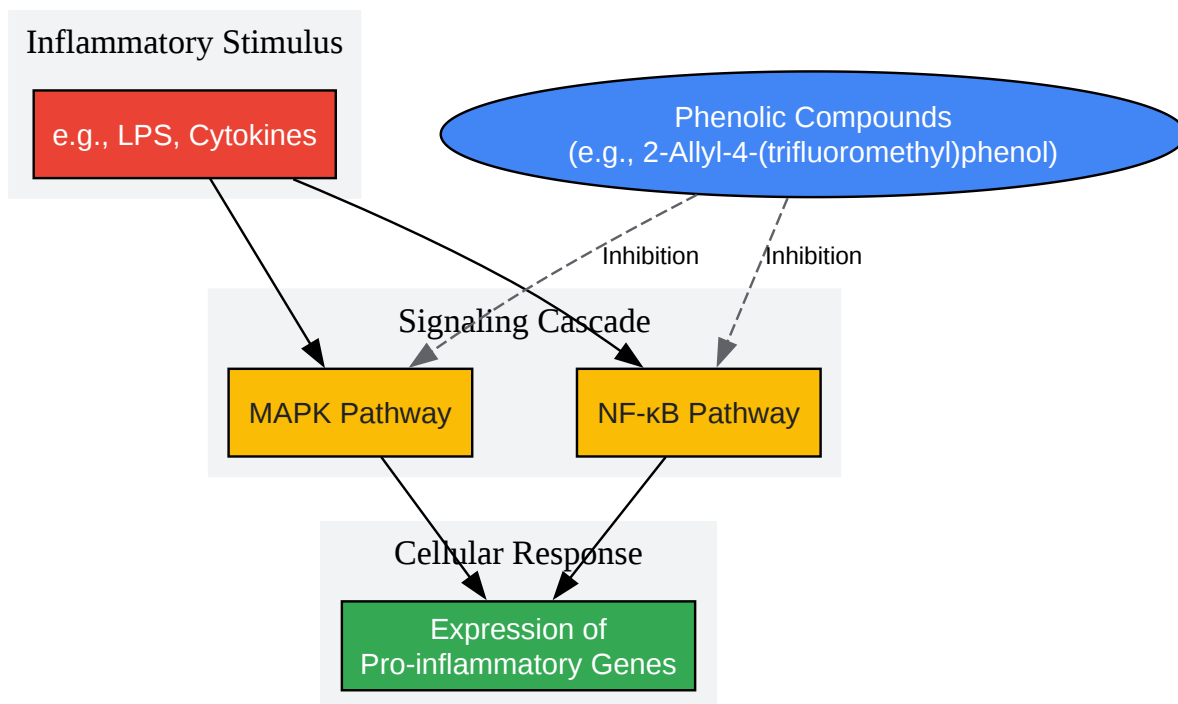 Inflammatory Stimulus
e.g., LPS, Cytokines
Phenolic Compounds
(e.g., 2-Allyl-4-(trifluoromethyl)phenol)
Inhibition
Inhibition
Signaling Cascade
MAPK Pathway
NF-κB Pathway
Cellular Response
Expression of
Pro-inflammatory Genes